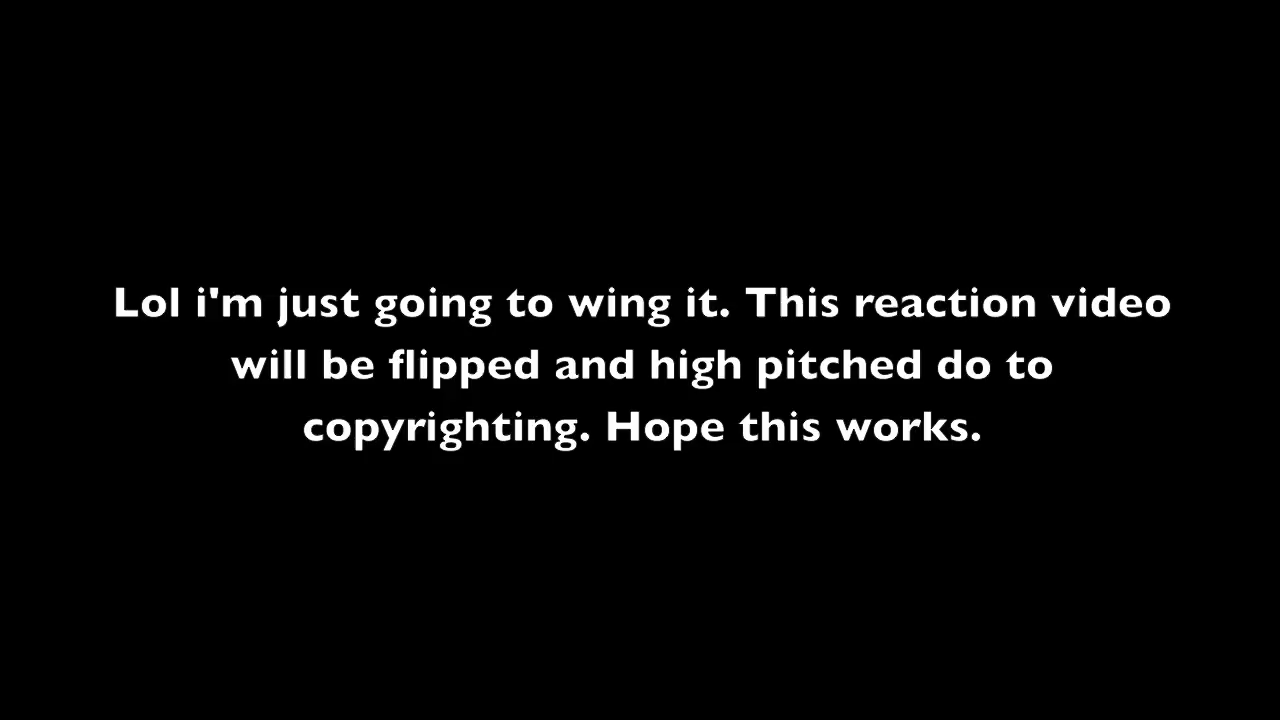 Lol i'm just going to wing it. This reaction video
will be flipped and high pitched do to
copyrighting. Hope this works.